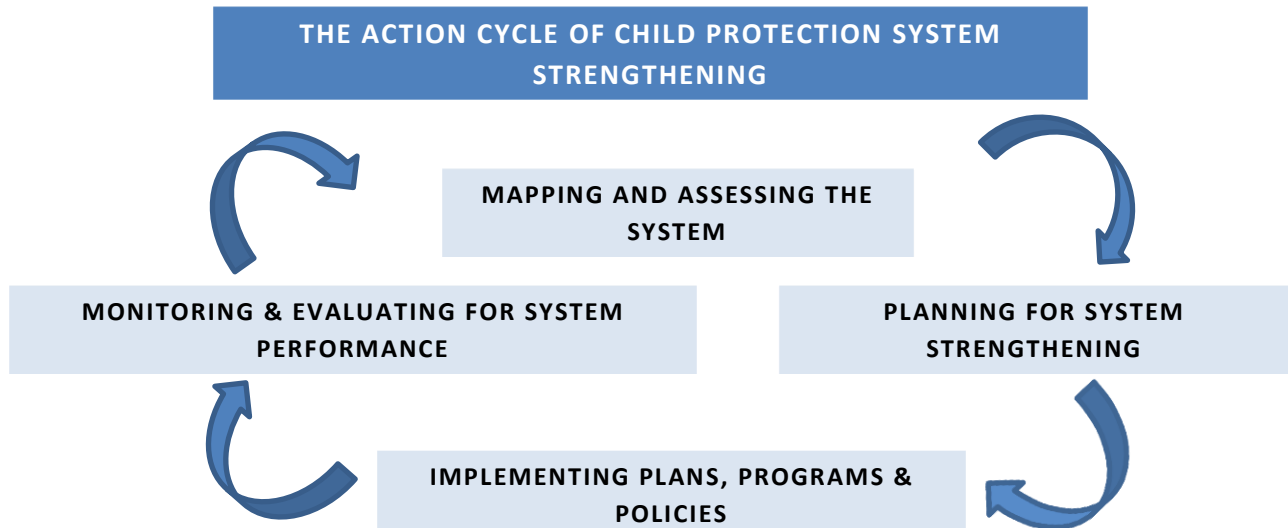 THE ACTION CYCLE OF CHILD PROTECTION SYSTEM
STRENGTHENING
MAPPING AND ASSESSING THE
SYSTEM
MONITORING & EVALUATING FOR SYSTEM
PERFORMANCE
PLANNING FOR SYSTEM
STRENGTHENING
IMPLEMENTING PLANS, PROGRAMS &
POLICIES